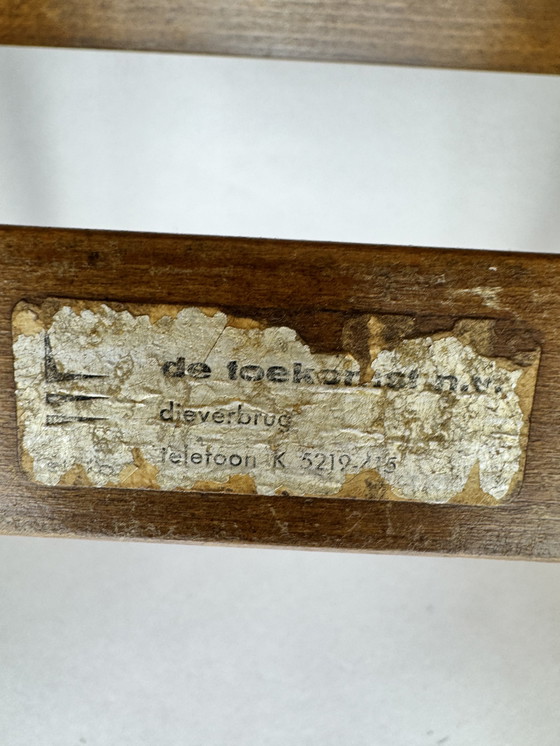 de toekomst n.v.
dieverbrug
telefoon K 5219-